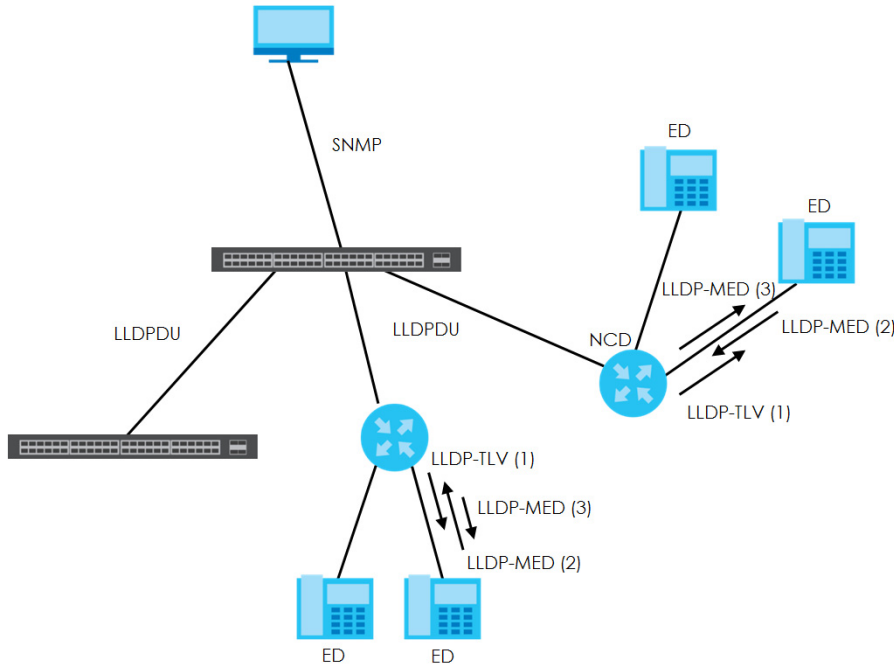 SNMP
ED
ED
LLDP-MED (3)
LLDP-MED (2)
LLDPDU
LLDPDU
NCD
LLDP-TLV (1)
LLDP-TLV (1)
LLDP-MED (3)
LLDP-MED (2)
ED
ED